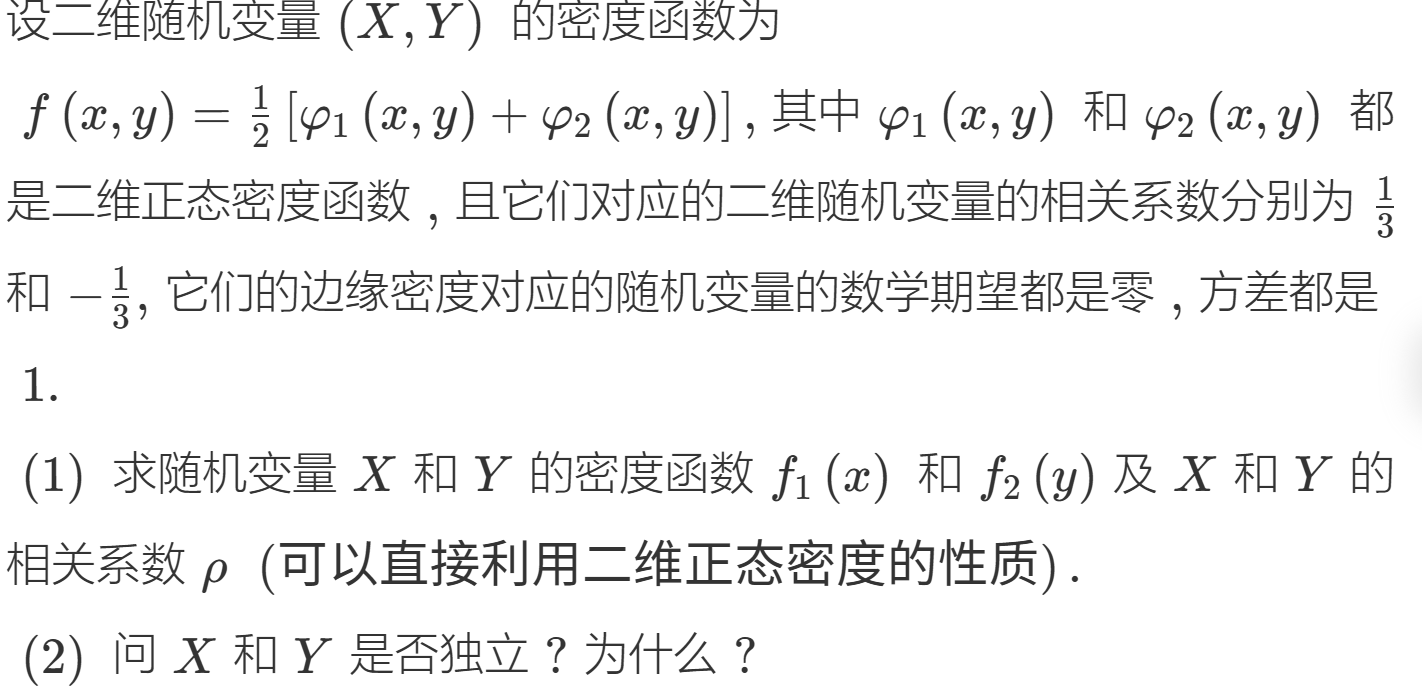 设二维随机变量 (X, Y) 的密度函数为
f (x, y) = 1/2 [φ₁ (x, y) + φ₂ (x, y)] , 其中 φ₁ (x, y) 和 φ₂ (x, y) 都
是二维正态密度函数 , 且它们对应的二维随机变量的相关系数分别为 1/3
和 −1/3, 它们的边缘密度对应的随机变量的数学期望都是零 , 方差都是
1.
(1) 求随机变量 X 和 Y 的密度函数 f₁ (x) 和 f₂ (y) 及 X 和 Y 的
相关系数 ρ (可以直接利用二维正态密度的性质) .
(2) 问 X 和 Y 是否独立 ? 为什么 ?